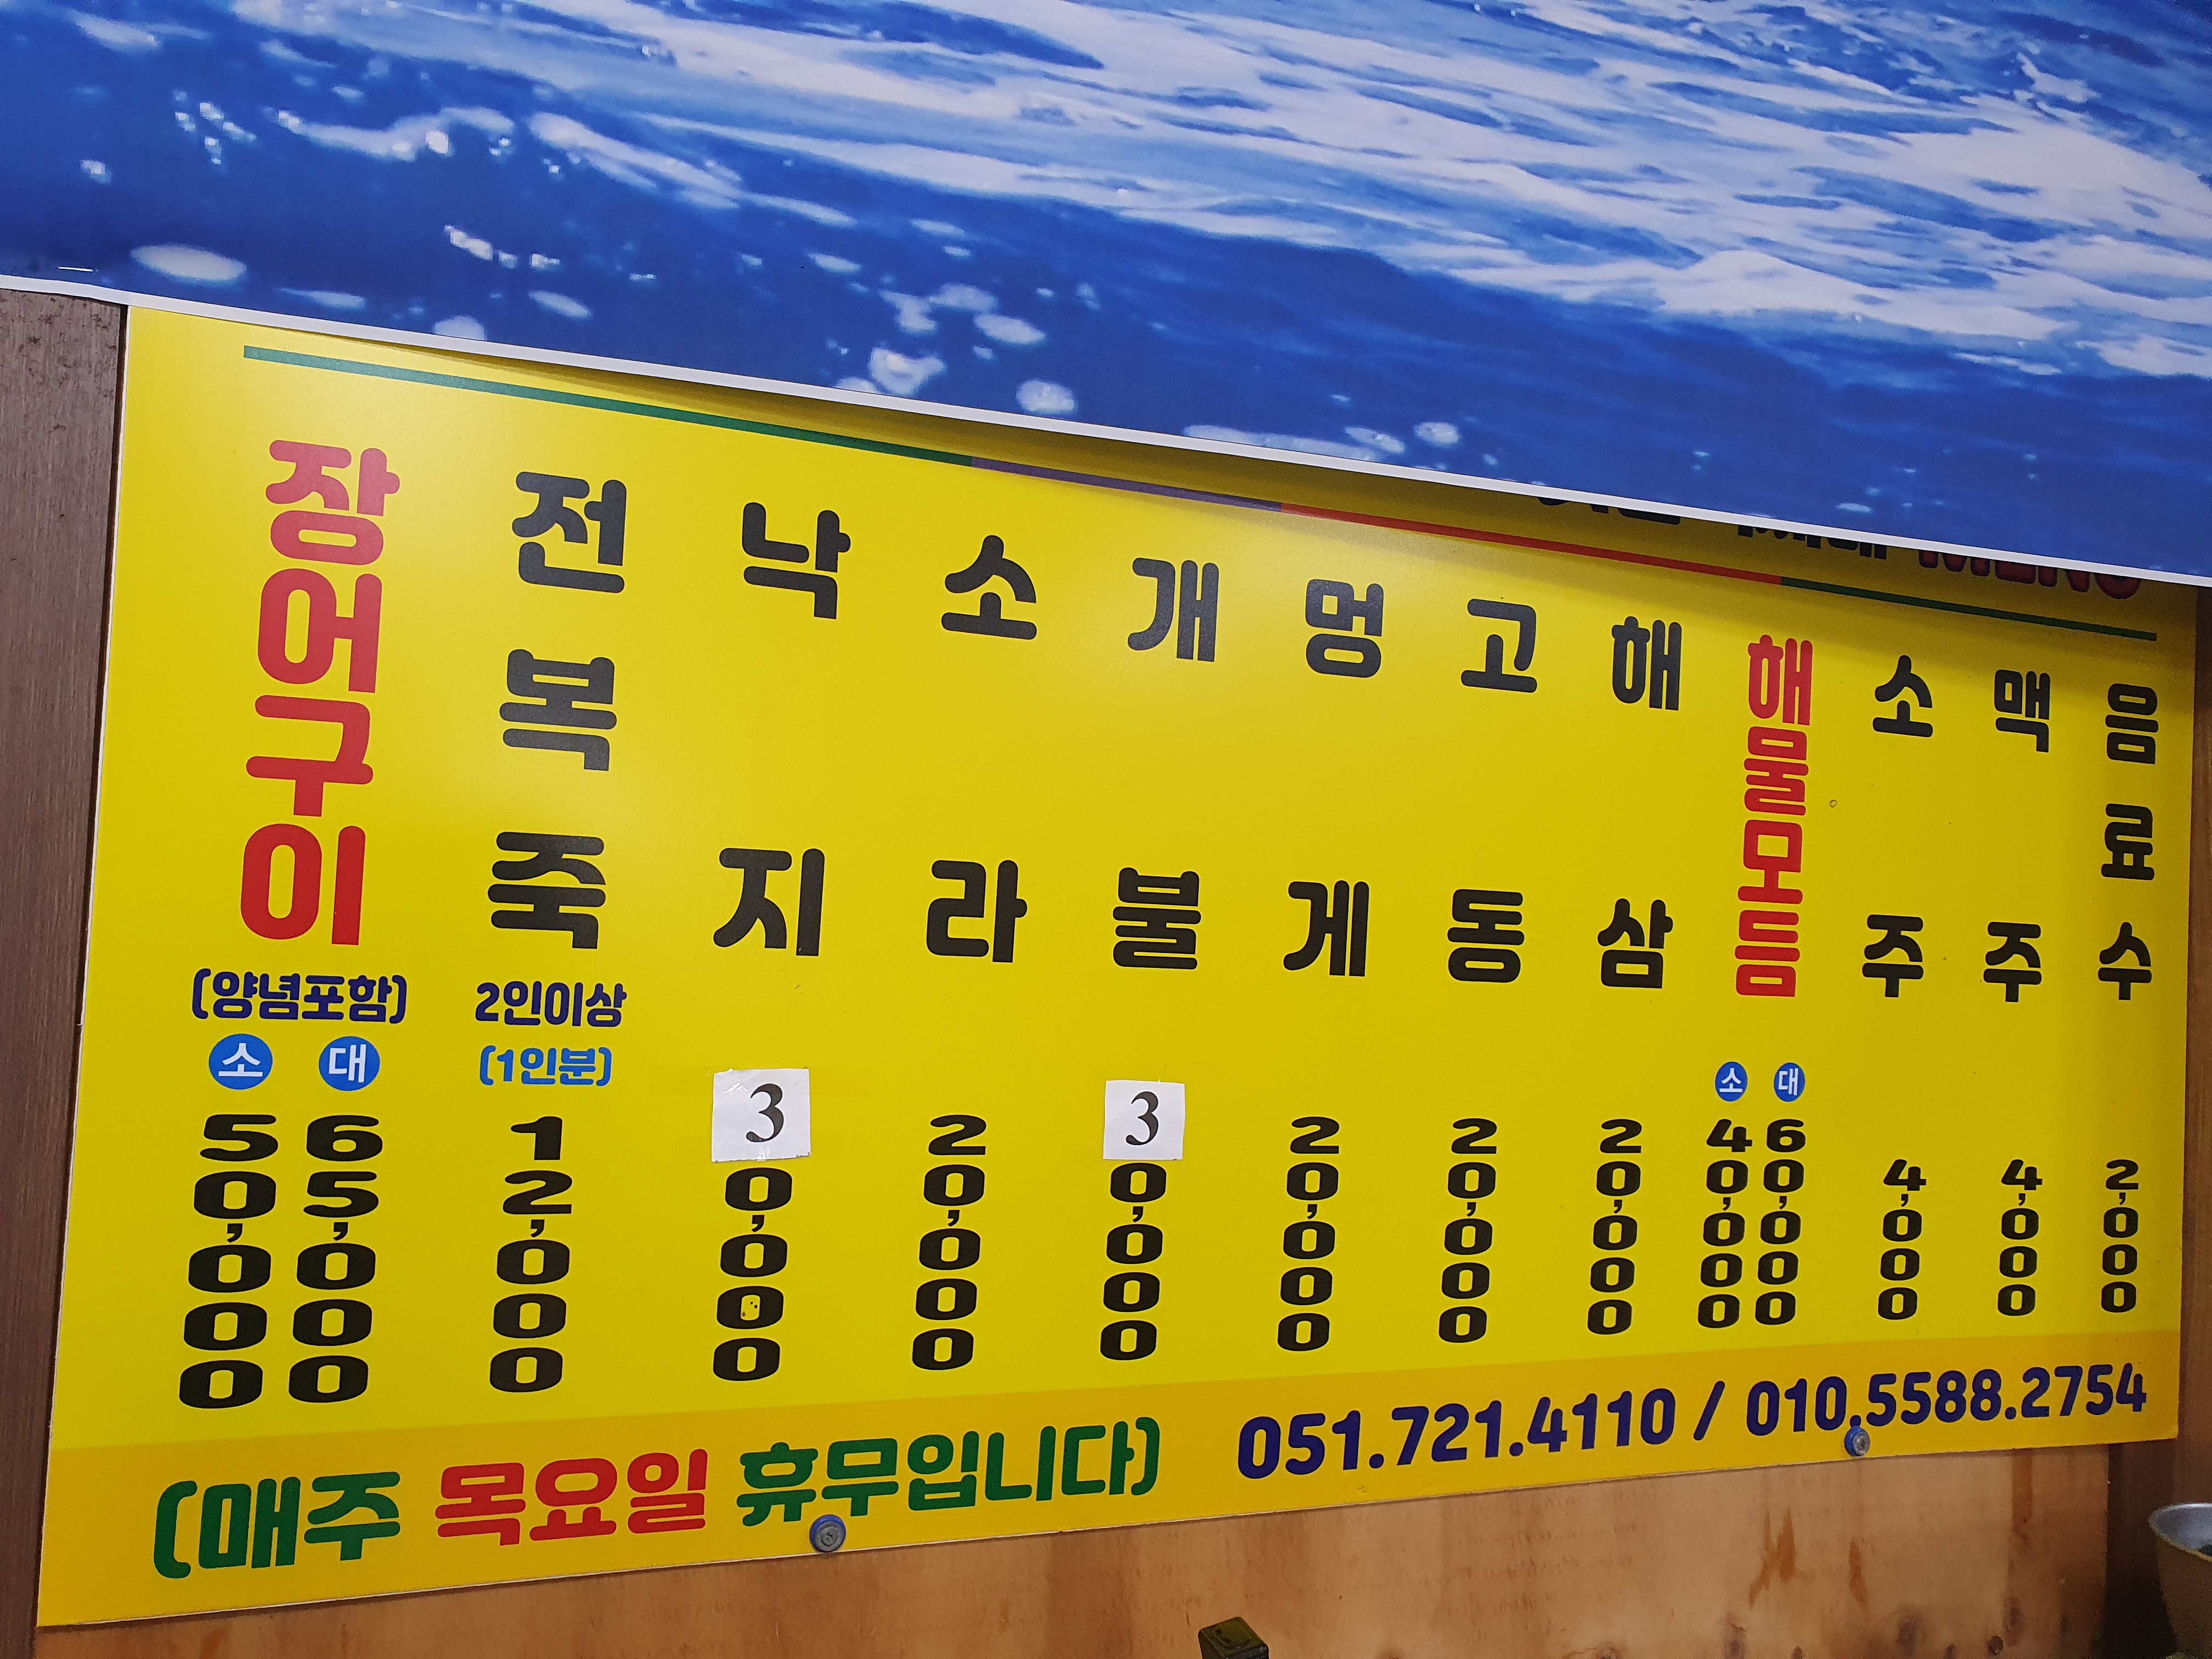 MENU
장어구이
(양념포함)
소 대
50,000 65,000
전복죽
2인이상
(1인분)
12,000
낙지
30,000
소라
20,000
개불
30,000
멍게
20,000
고동
20,000
해삼
20,000
해물모듬
소 대
40,000 60,000
소주
4,000
맥주
4,000
음료수
2,000
(매주 목요일 휴무입니다)
051.721.4110 / 010.5588.2754